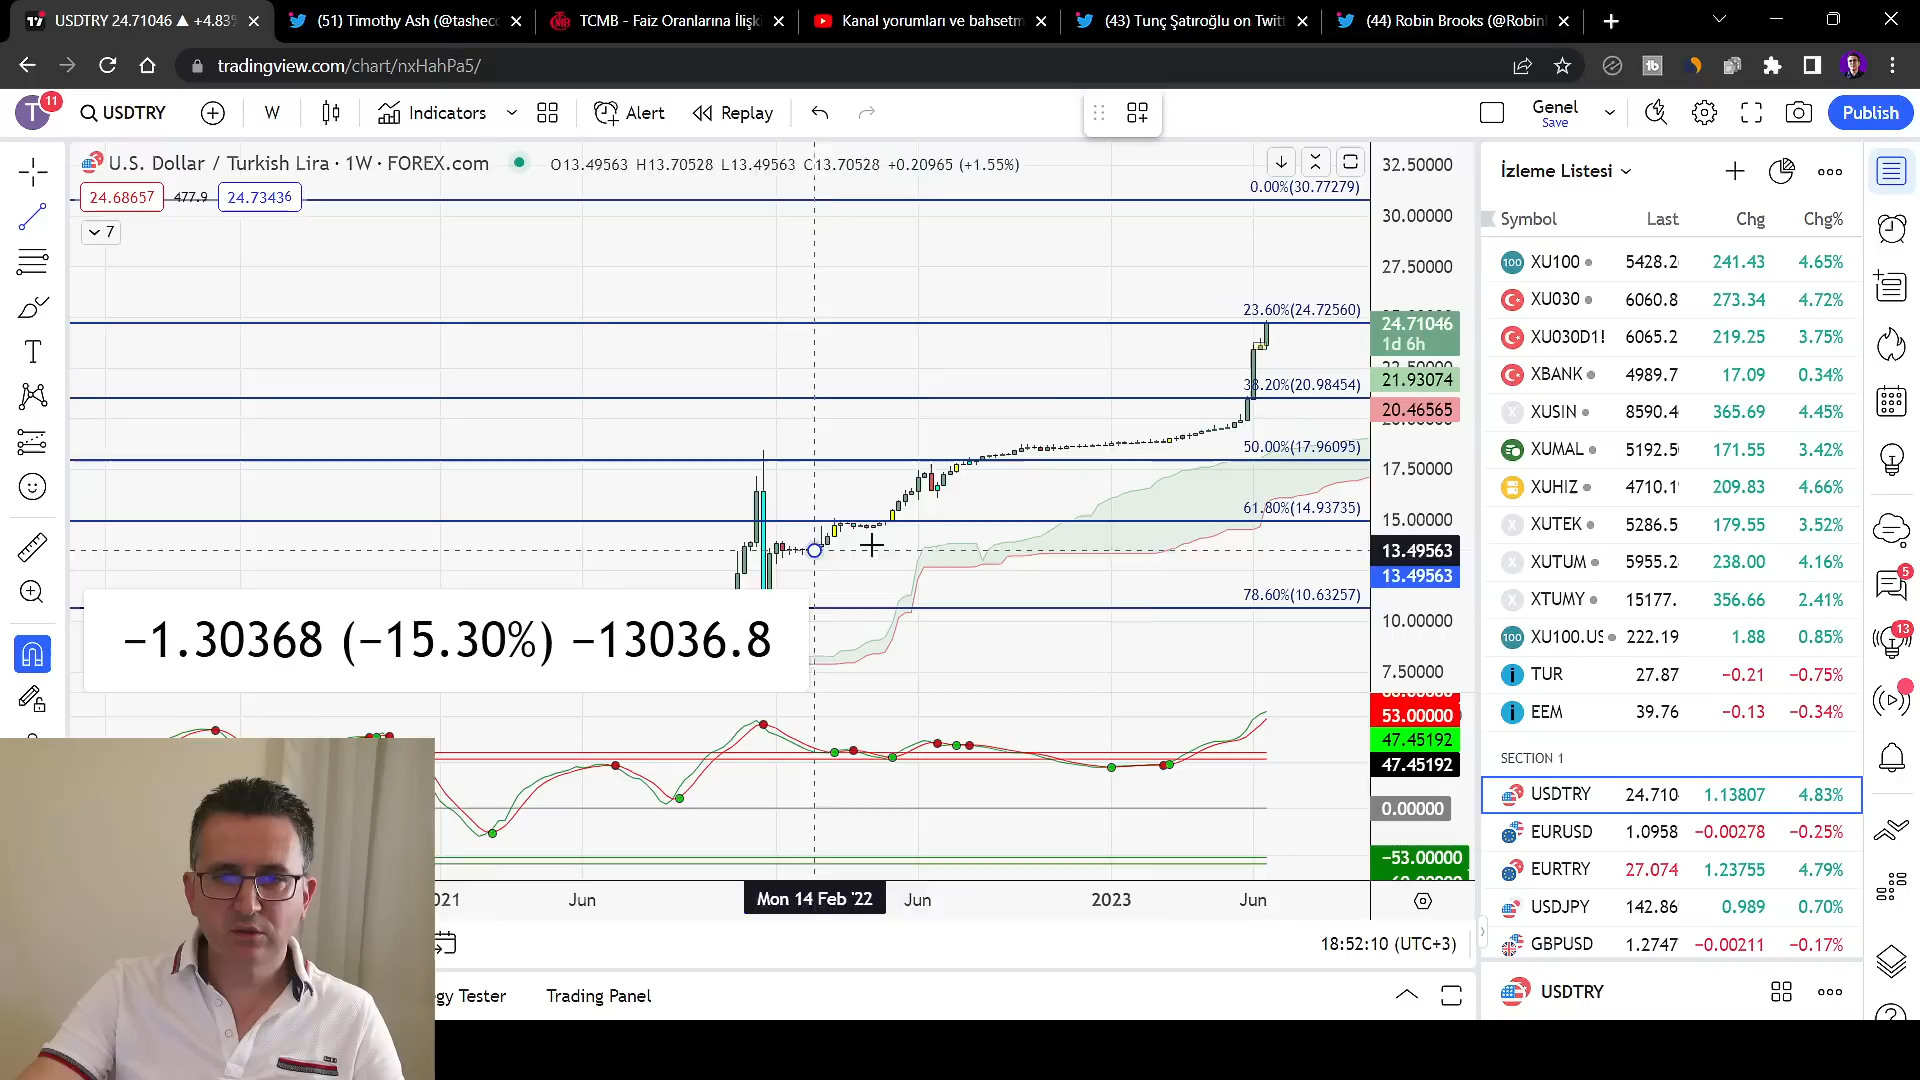 USDTRY 24.71046 ▲ +4.83%
(51) Timothy Ash (@tashecc
TCMB - Faiz Oranlarına İlişki
Kanal yorumları ve bahsetm
(43) Tunç Şatıroğlu on Twitt
(44) Robin Brooks (@Robin
tradingview.com/chart/nxHahPa5/
T 11 USDTRY W Indicators Alert Replay Genel Publish
Save
U.S. Dollar / Turkish Lira · 1W · FOREX.com O13.49563 H13.70528 L13.49563 C13.70528 +0.20965 (+1.55%)
24.68657 477.9 24.73436
7
0.00%(30.77279)
23.60%(24.72560)
38.20%(20.98454)
50.00%(17.96095)
61.80%(14.93735)
78.60%(10.63257)
32.50000
30.00000
27.50000
24.71046
1d 6h
21.93074
20.46565
17.50000
15.00000
13.49563
13.49563
10.00000
7.50000
53.00000
47.45192
47.45192
0.00000
−53.00000
−1.30368 (−15.30%) −13036.8
021 Jun Mon 14 Feb '22 Jun 2023 Jun
18:52:10 (UTC+3)
gy Tester Trading Panel
İzleme Listesi
Symbol Last Chg Chg%
100 XU100 5428.2 241.43 4.65%
XU030 6060.8 273.34 4.72%
XU030D1! 6065.2 219.25 3.75%
XBANK 4989.7 17.09 0.34%
X XUSIN 8590.4 365.69 4.45%
XUMAL 5192.5 171.55 3.42%
XUHIZ 4710.1 209.83 4.66%
X XUTEK 5286.5 179.55 3.52%
X XUTUM 5955.2 238.00 4.16%
X XTUMY 15177. 356.66 2.41%
100 XU100.US 222.19 1.88 0.85%
i TUR 27.87 −0.21 −0.75%
i EEM 39.76 −0.13 −0.34%
SECTION 1
USDTRY 24.710 1.13807 4.83%
EURUSD 1.0958 −0.00278 −0.25%
EURTRY 27.074 1.23755 4.79%
USDJPY 142.86 0.989 0.70%
GBPUSD 1.2747 −0.00211 −0.17%
USDTRY
5
13